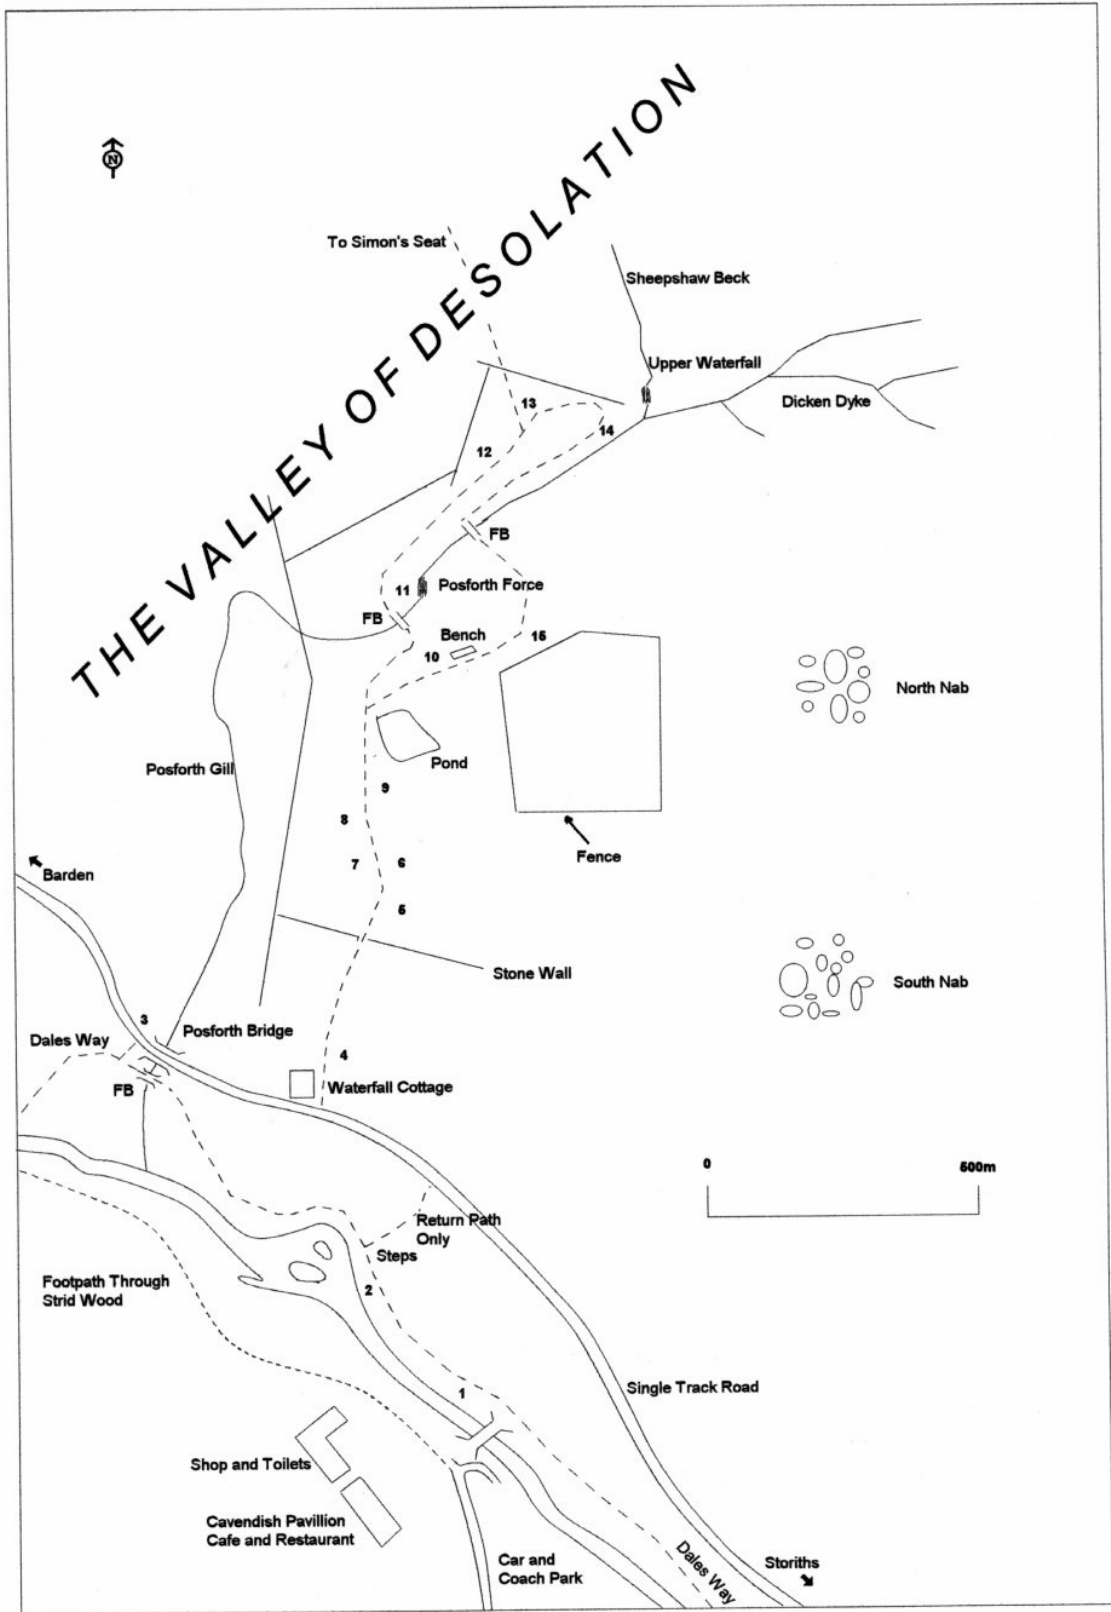 THE VALLEY OF DESOLATION
N
To Simon's Seat
Sheepshaw Beck
Upper Waterfall
Dicken Dyke
13
14
12
FB
11
Posforth Force
FB
Bench
15
10
North Nab
Posforth Gill
Pond
9
8
7
6
Fence
Barden
5
Stone Wall
South Nab
3
Posforth Bridge
Dales Way
4
FB
Waterfall Cottage
0
500m
Return Path
Only
Steps
2
Footpath Through
Strid Wood
1
Single Track Road
Shop and Toilets
Cavendish Pavillion
Cafe and Restaurant
Car and
Coach Park
Dales Way
Storiths